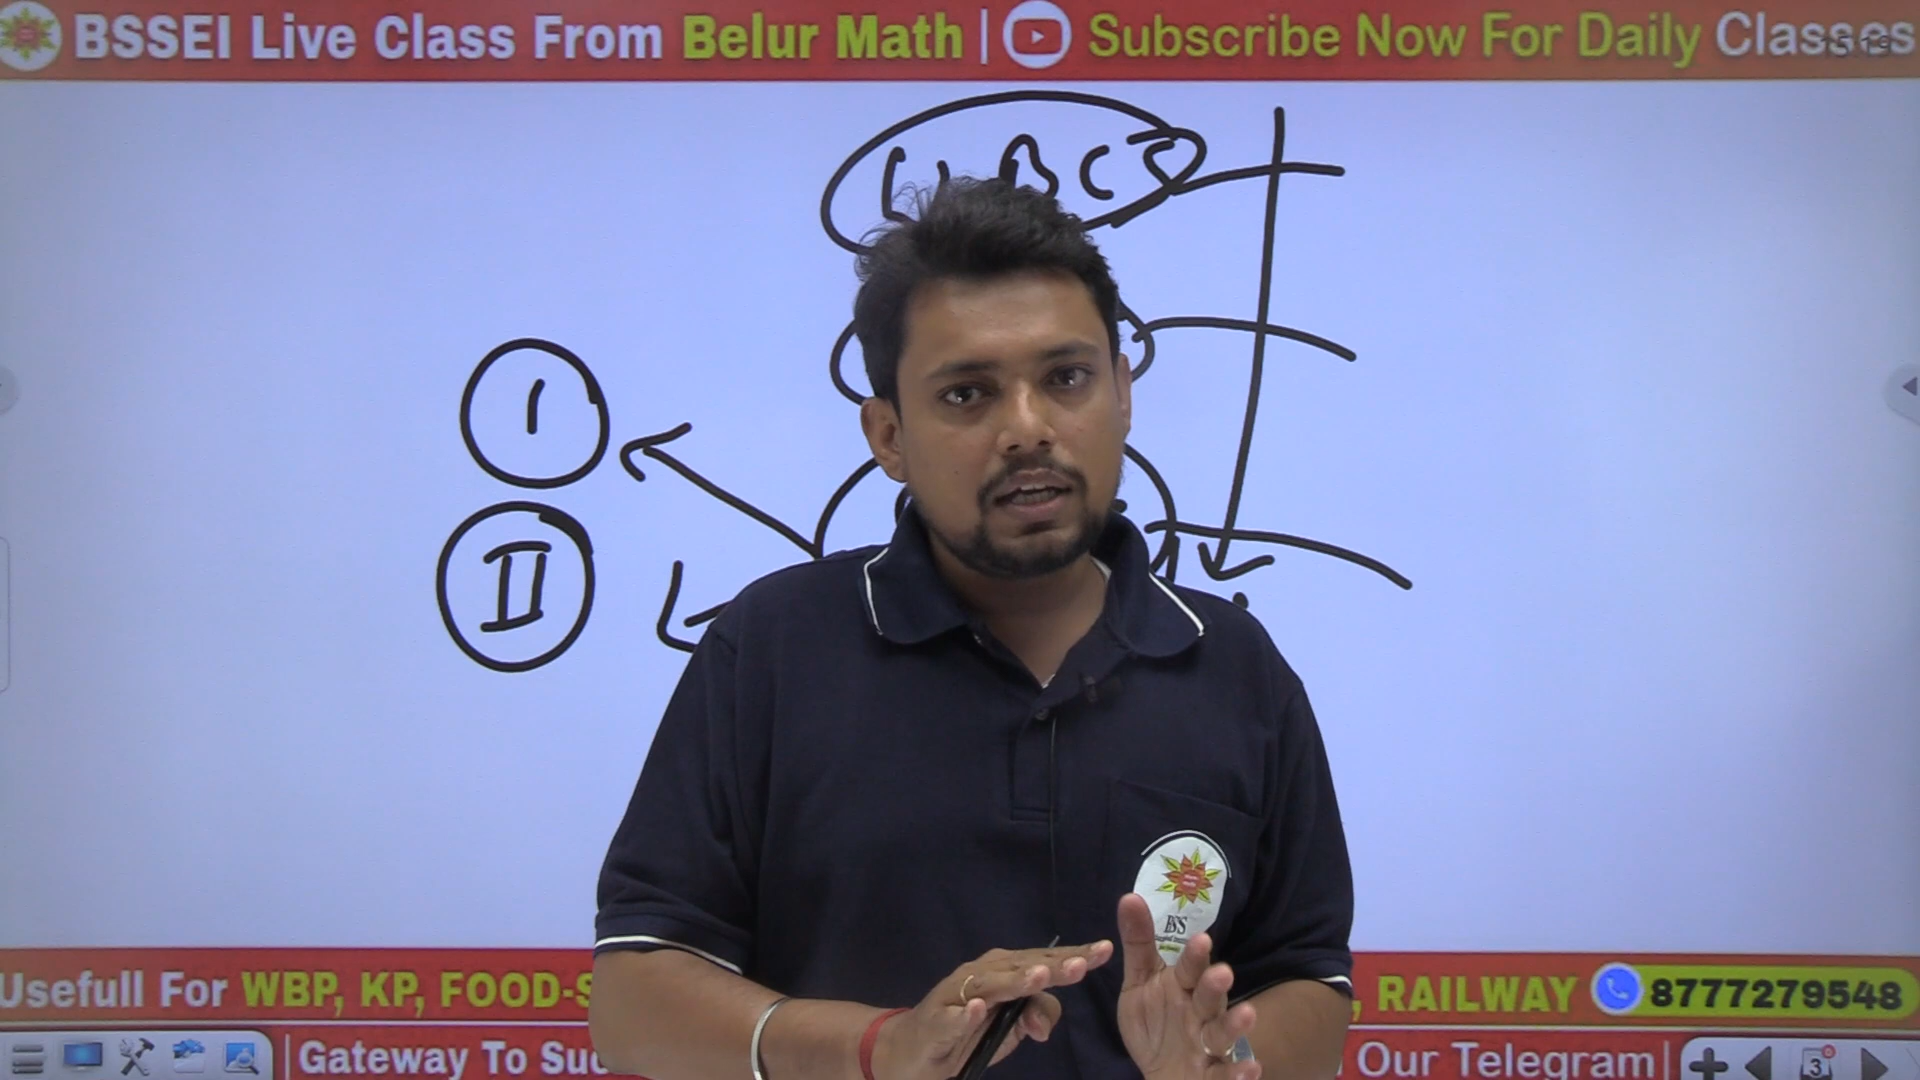 BSSEI Live Class From Belur Math | Subscribe Now For Daily Classes
I
II
BSS
Usefull For WBP, KP, FOOD-S
, RAILWAY 8777279548
Gateway To Suc
Our Telegram|
3